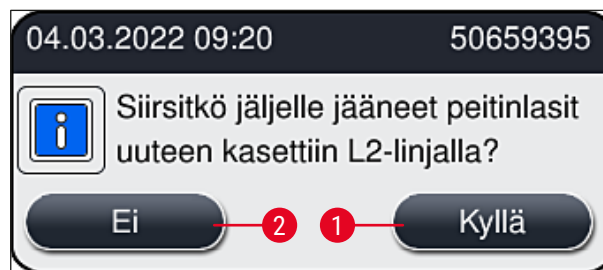 04.03.2022 09:20 50659395
Siirsitkö jäljelle jääneet peitinlasit
uuteen kasettiin L2-linjalla?
Ei 2 1 Kyllä